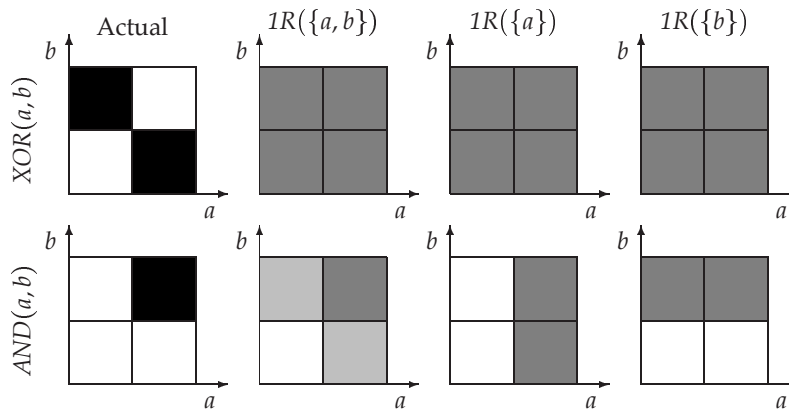 Actual 1R({a, b}) 1R({a}) 1R({b})
b b b b
XOR(a, b)
a a a a
b b b b
AND(a, b)
a a a a